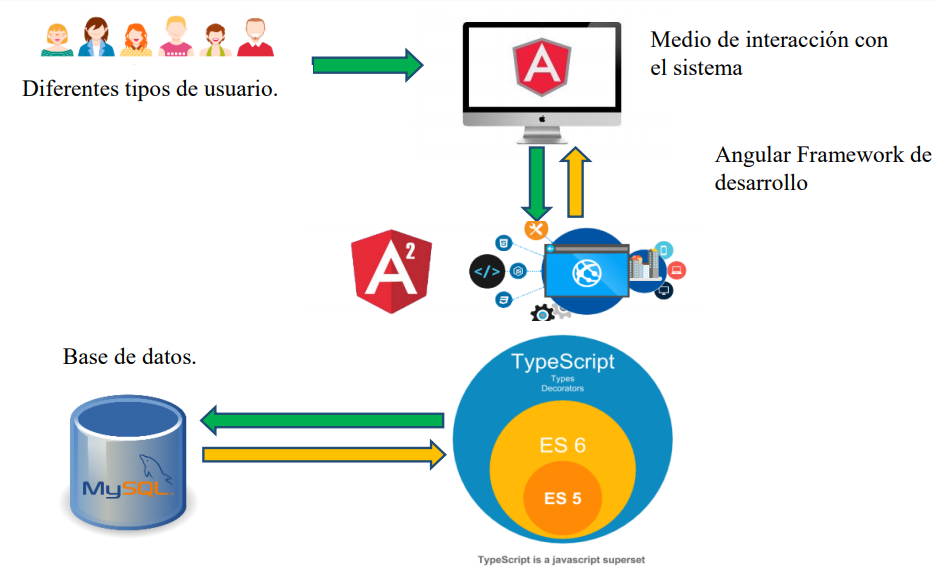 Diferentes tipos de usuario.
A
Medio de interacción con
el sistema
Angular Framework de
desarrollo
A2
</>
Base de datos.
MySQL
TypeScript
Types
Decorators
ES 6
ES 5
TypeScript is a javascript superset